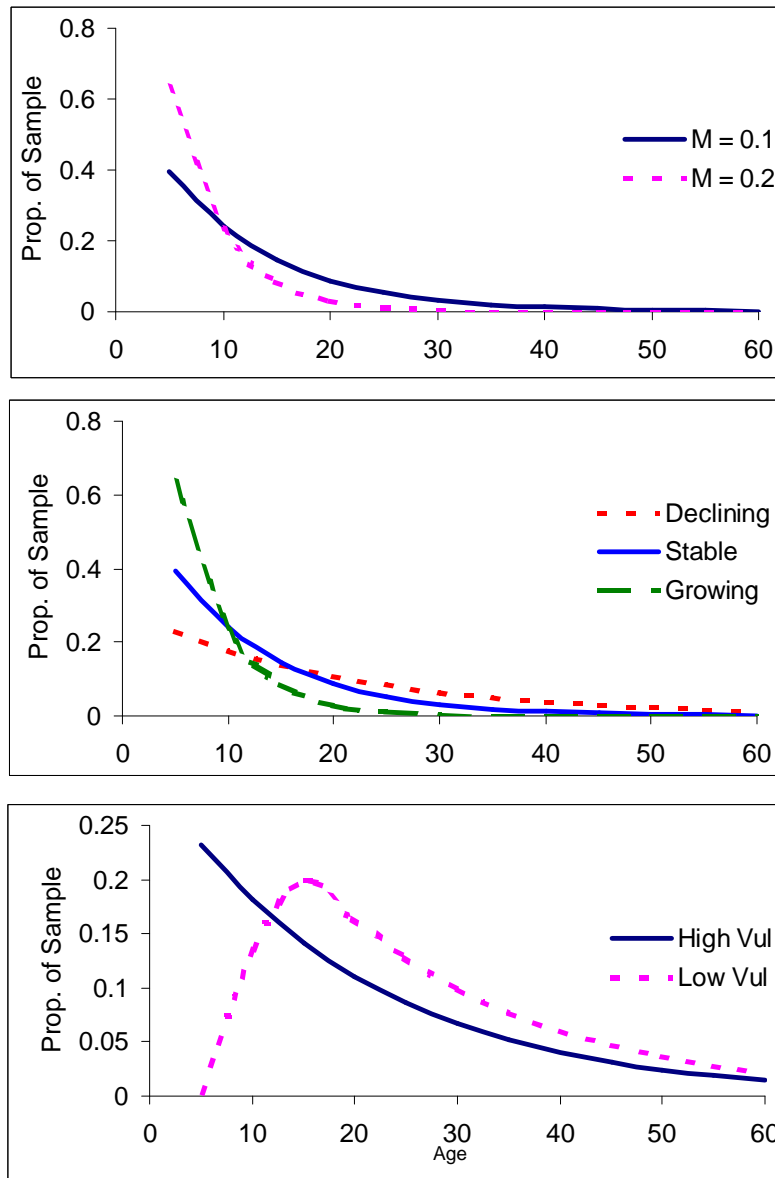 0.8
0.6
0.4
0.2
0
Prop. of Sample
M = 0.1
M = 0.2
0 10 20 30 40 50 60
0.8
0.6
0.4
0.2
0
Prop. of Sample
Declining
Stable
Growing
0 10 20 30 40 50 60
0.25
0.2
0.15
0.1
0.05
0
Prop. of Sample
High Vul
Low Vul
0 10 20 30 40 50 60
Age